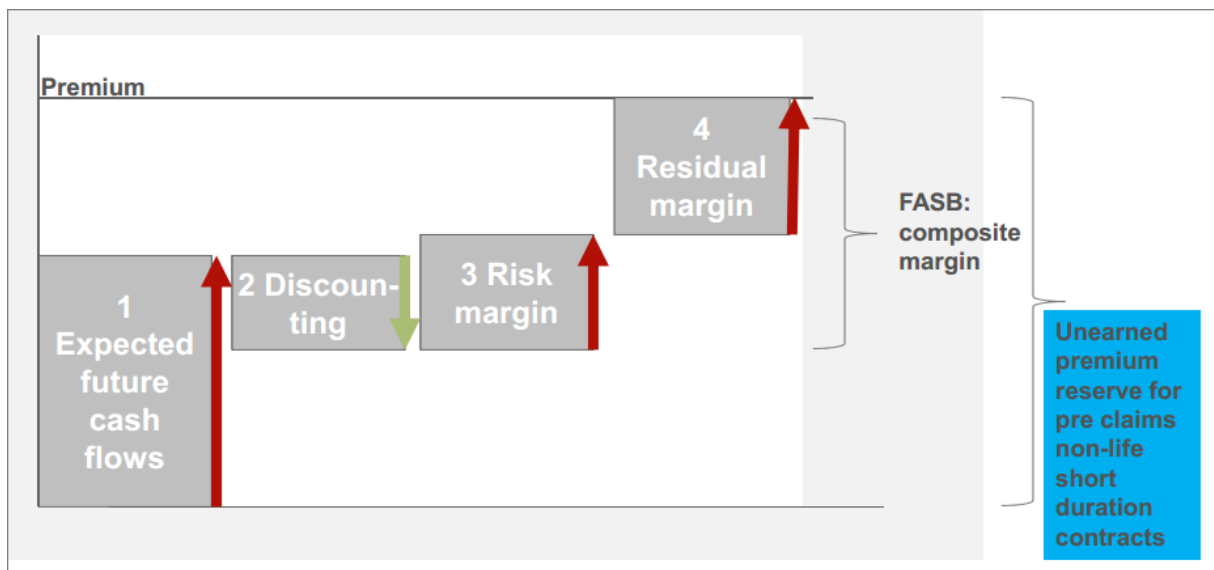 Premium
1
Expected
future
cash
flows
2 Discoun-
ting
3 Risk
margin
4
Residual
margin
FASB:
composite
margin
Unearned
premium
reserve for
pre claims
non-life
short
duration
contracts